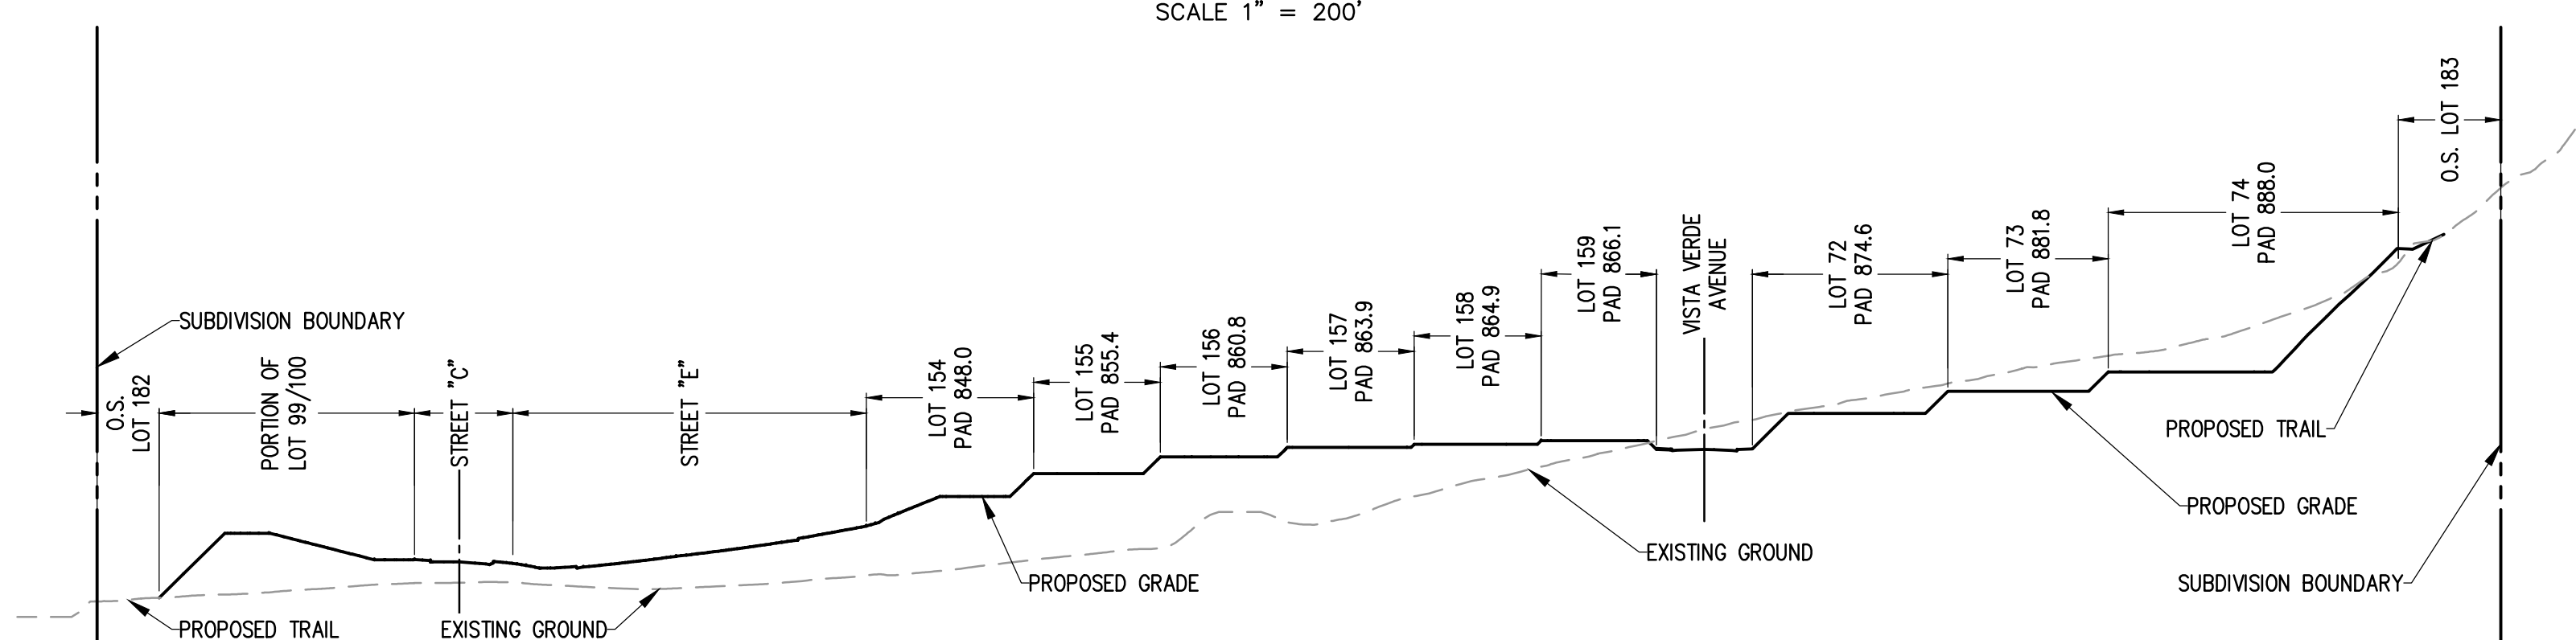 SCALE 1" = 200'
SUBDIVISION BOUNDARY
O.S.
LOT 182
PORTION OF
LOT 99/100
STREET "C"
STREET "E"
LOT 154
PAD 848.0
LOT 155
PAD 855.4
LOT 156
PAD 860.8
LOT 157
PAD 863.9
LOT 158
PAD 864.9
LOT 159
PAD 866.1
VISTA VERDE
AVENUE
LOT 72
PAD 874.6
LOT 73
PAD 881.8
LOT 74
PAD 888.0
O.S. LOT 183
PROPOSED TRAIL
PROPOSED GRADE
EXISTING GROUND
SUBDIVISION BOUNDARY
PROPOSED GRADE
PROPOSED TRAIL
EXISTING GROUND